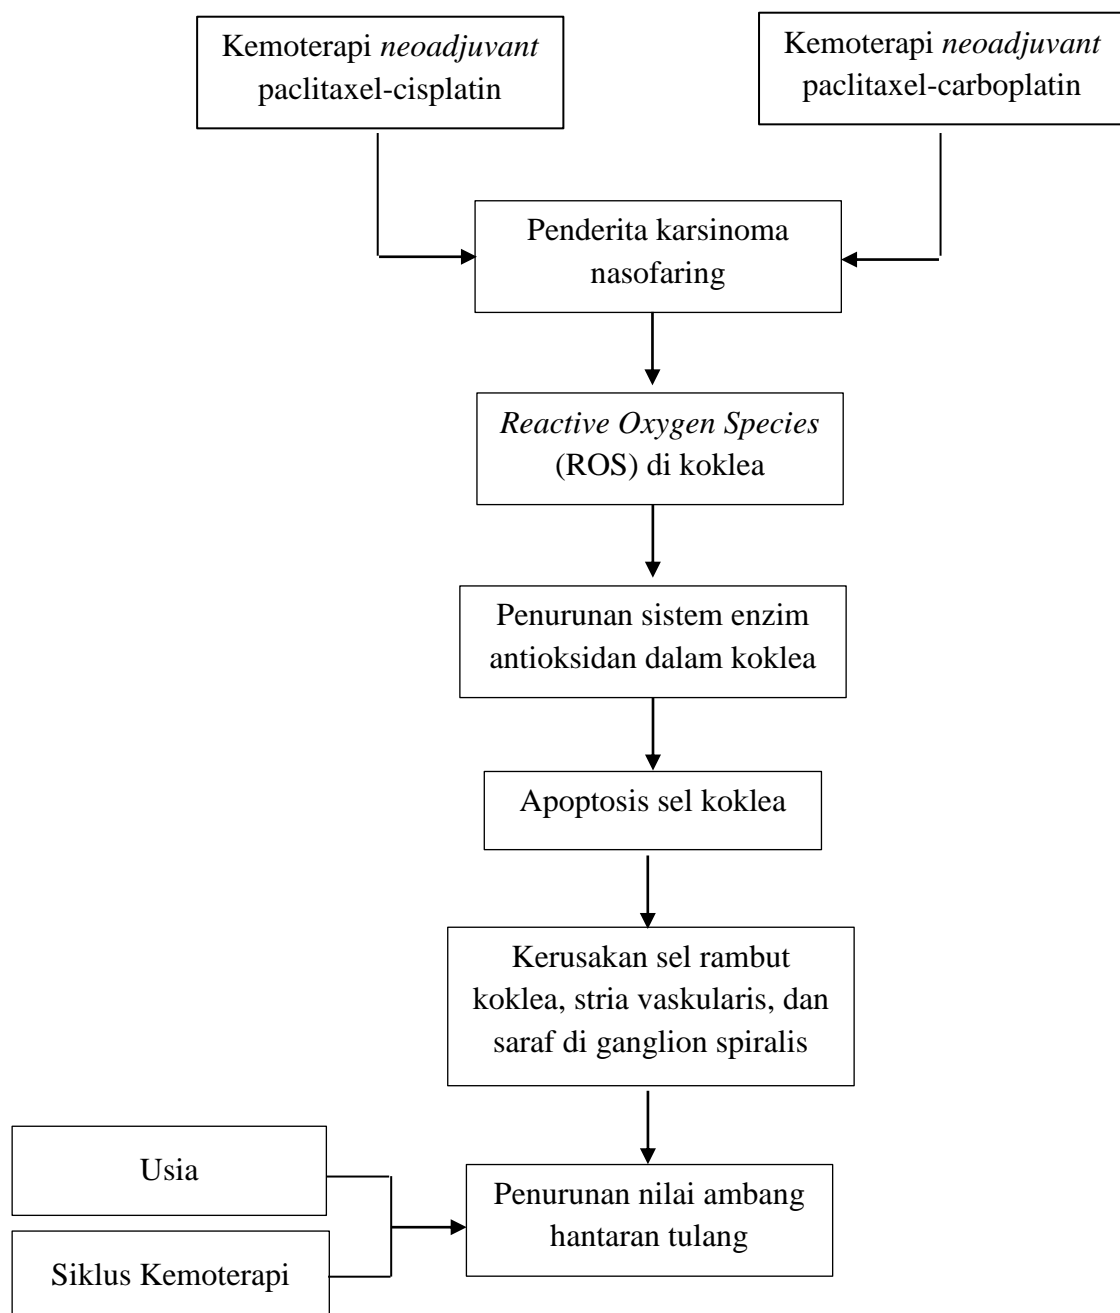 Kemoterapi neoadjuvant
paclitaxel-cisplatin
Kemoterapi neoadjuvant
paclitaxel-carboplatin
Penderita karsinoma
nasofaring
Reactive Oxygen Species
(ROS) di koklea
Penurunan sistem enzim
antioksidan dalam koklea
Apoptosis sel koklea
Kerusakan sel rambut
koklea, stria vaskularis, dan
saraf di ganglion spiralis
Usia
Siklus Kemoterapi
Penurunan nilai ambang
hantaran tulang